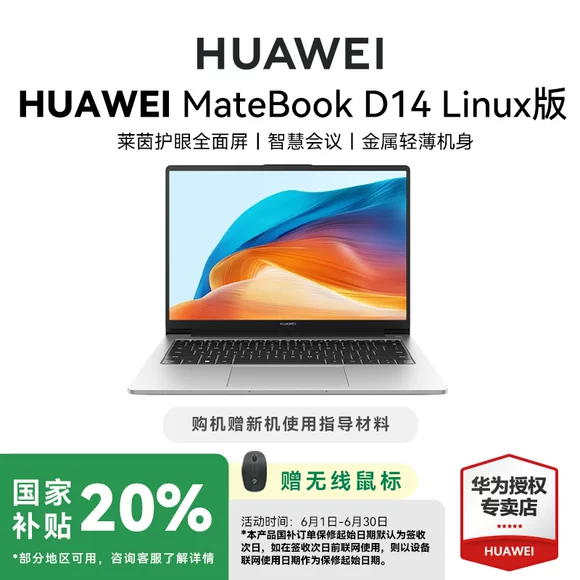 HUAWEI
HUAWEI MateBook D14 Linux版
莱茵护眼全面屏丨智慧会议丨金属轻薄机身
HUAWEI
购机赠新机使用指导材料
国家
补贴
20%
*部分地区可用，咨询客服了解详情
赠无线鼠标
活动时间：6月1日-6月30日
*本产品国补订单保修起始日期默认为签收
次日，如在签收次日前联网使用，则以设备
联网使用日期作为保修起始日期。
华为授权
专卖店
HUAWEI